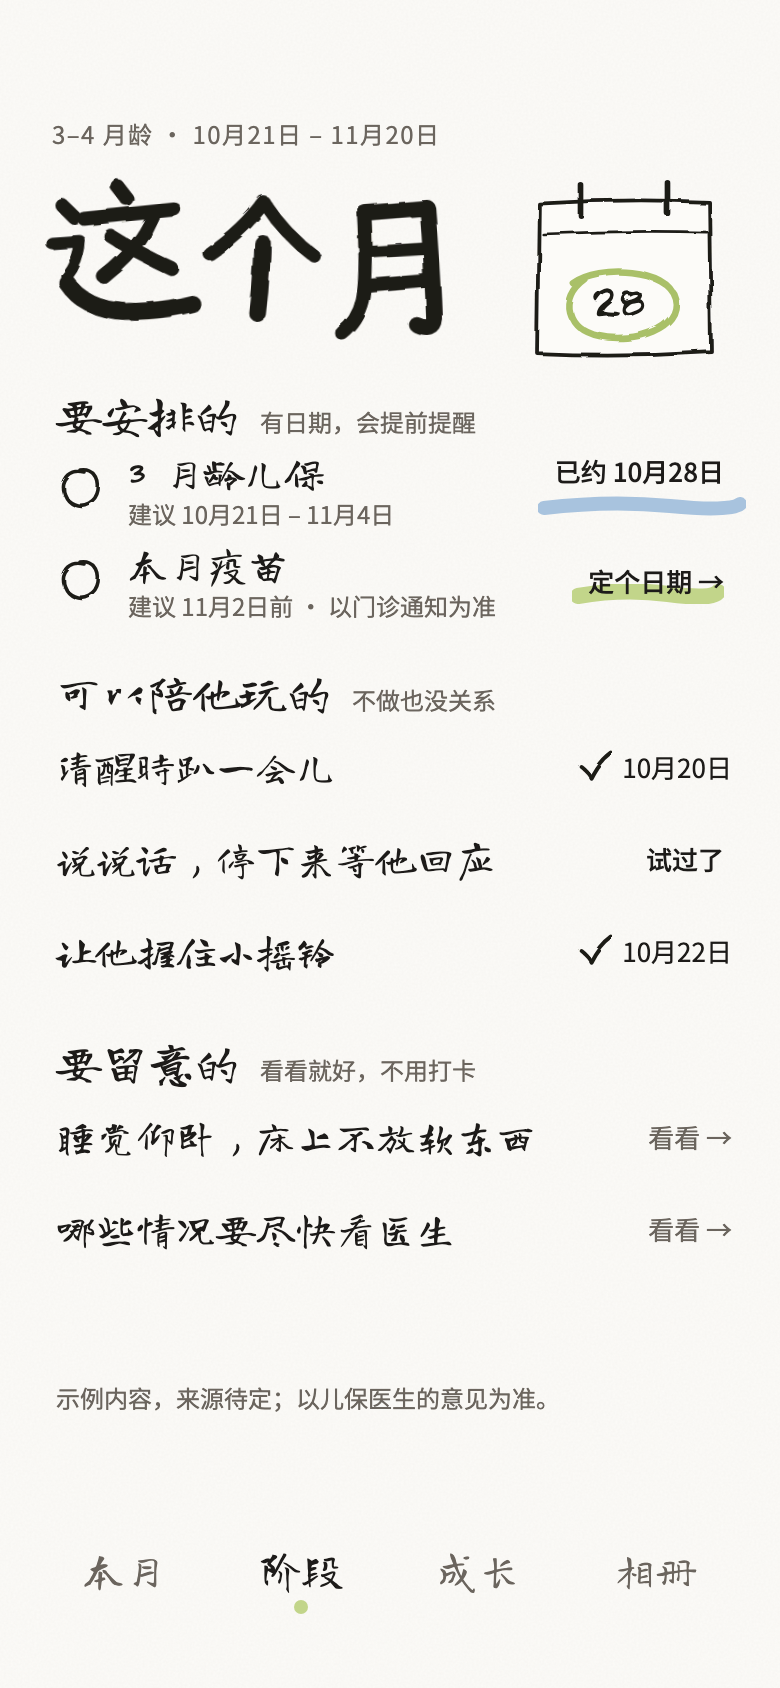 3–4 月龄 · 10月21日 – 11月20日
这个月
28
要安排的 有日期，会提前提醒
3 月龄儿保 已约 10月28日
建议 10月21日 – 11月4日
本月疫苗 定个日期 →
建议 11月2日前 · 以门诊通知为准
可r陪他玩的 不做也没关系
清醒時趴一会儿 ✓ 10月20日
说说话，停下来等他回应 试过了
让他握住小摇铃 ✓ 10月22日
要留意的 看看就好，不用打卡
睡觉仰卧，床上不放软东西 看看 →
哪些情况要尽快看医生 看看 →
示例内容，来源待定；以儿保医生的意见为准。
本月 阶段 成长 相册